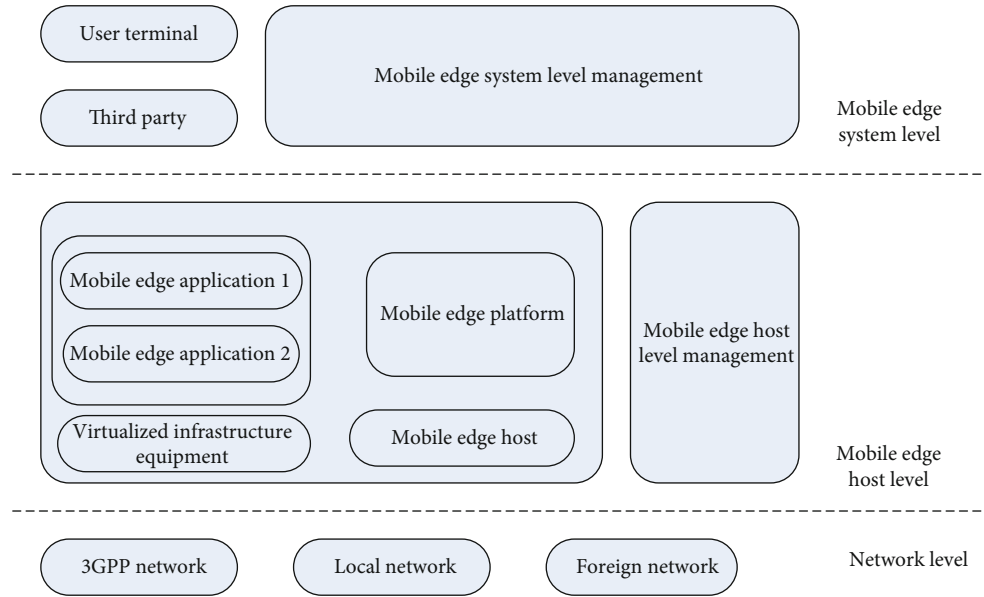 User terminal
Third party
Mobile edge system level management
Mobile edge
system level
Mobile edge application 1
Mobile edge application 2
Virtualized infrastructure
equipment
Mobile edge platform
Mobile edge host
Mobile edge host
level management
Mobile edge
host level
3GPP network
Local network
Foreign network
Network level